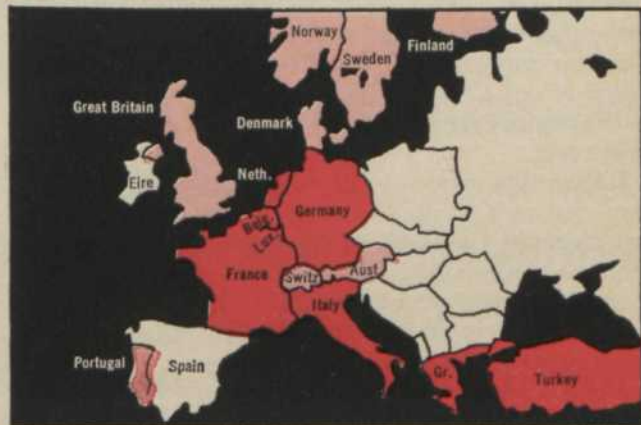 Norway
Sweden
Finland
Great Britain
Denmark
Eire
Neth.
Germany
Belg.
Lux.
France
Switz
Aust
Italy
Portugal
Spain
Gr.
Turkey